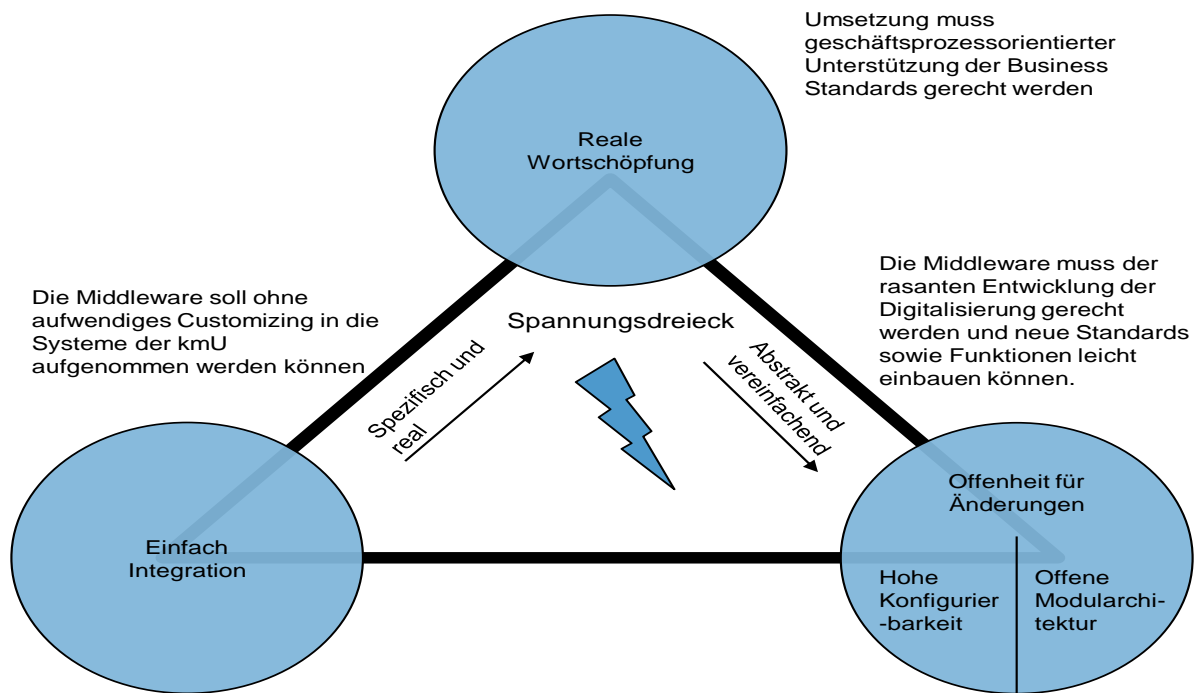 Umsetzung muss
geschäftsprozessorientierter
Unterstützung der Business
Standards gerecht werden
Reale
Wortschöpfung
Die Middleware soll ohne
aufwendiges Customizing in die
Systeme der kmU
aufgenommen werden können
Spannungsdreieck
Die Middleware muss der
rasanten Entwicklung der
Digitalisierung gerecht
werden und neue Standards
sowie Funktionen leicht
einbauen können.
Spezifisch und
real
Abstrakt und
vereinfachend
Einfach
Integration
Offenheit für
Änderungen
Hohe
Konfigurier
-barkeit
Offene
Modularchi-
tektur